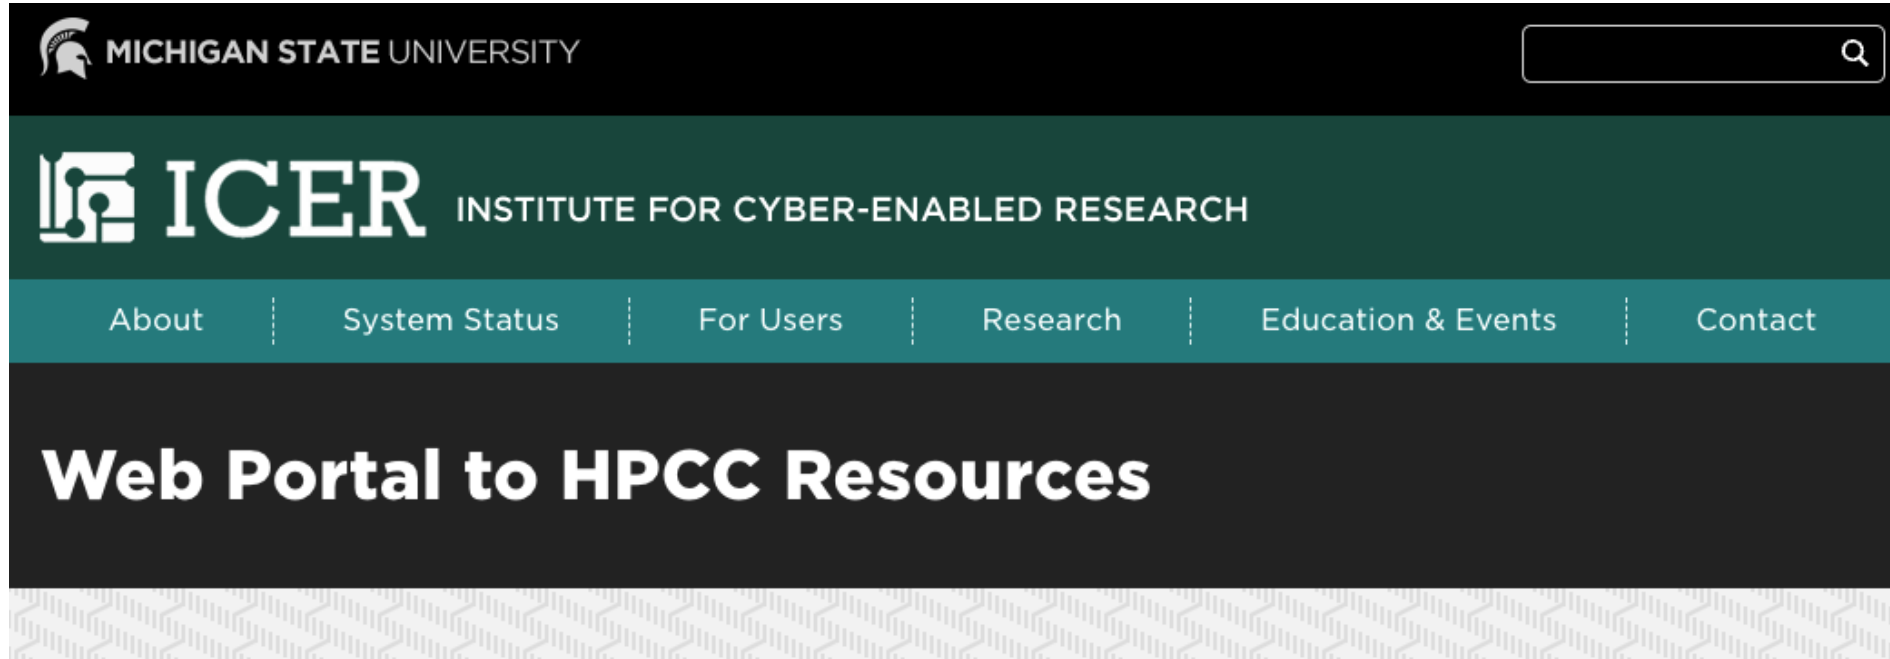 MICHIGAN STATE UNIVERSITY
ICER INSTITUTE FOR CYBER-ENABLED RESEARCH
About System Status For Users Research Education & Events Contact
Web Portal to HPCC Resources